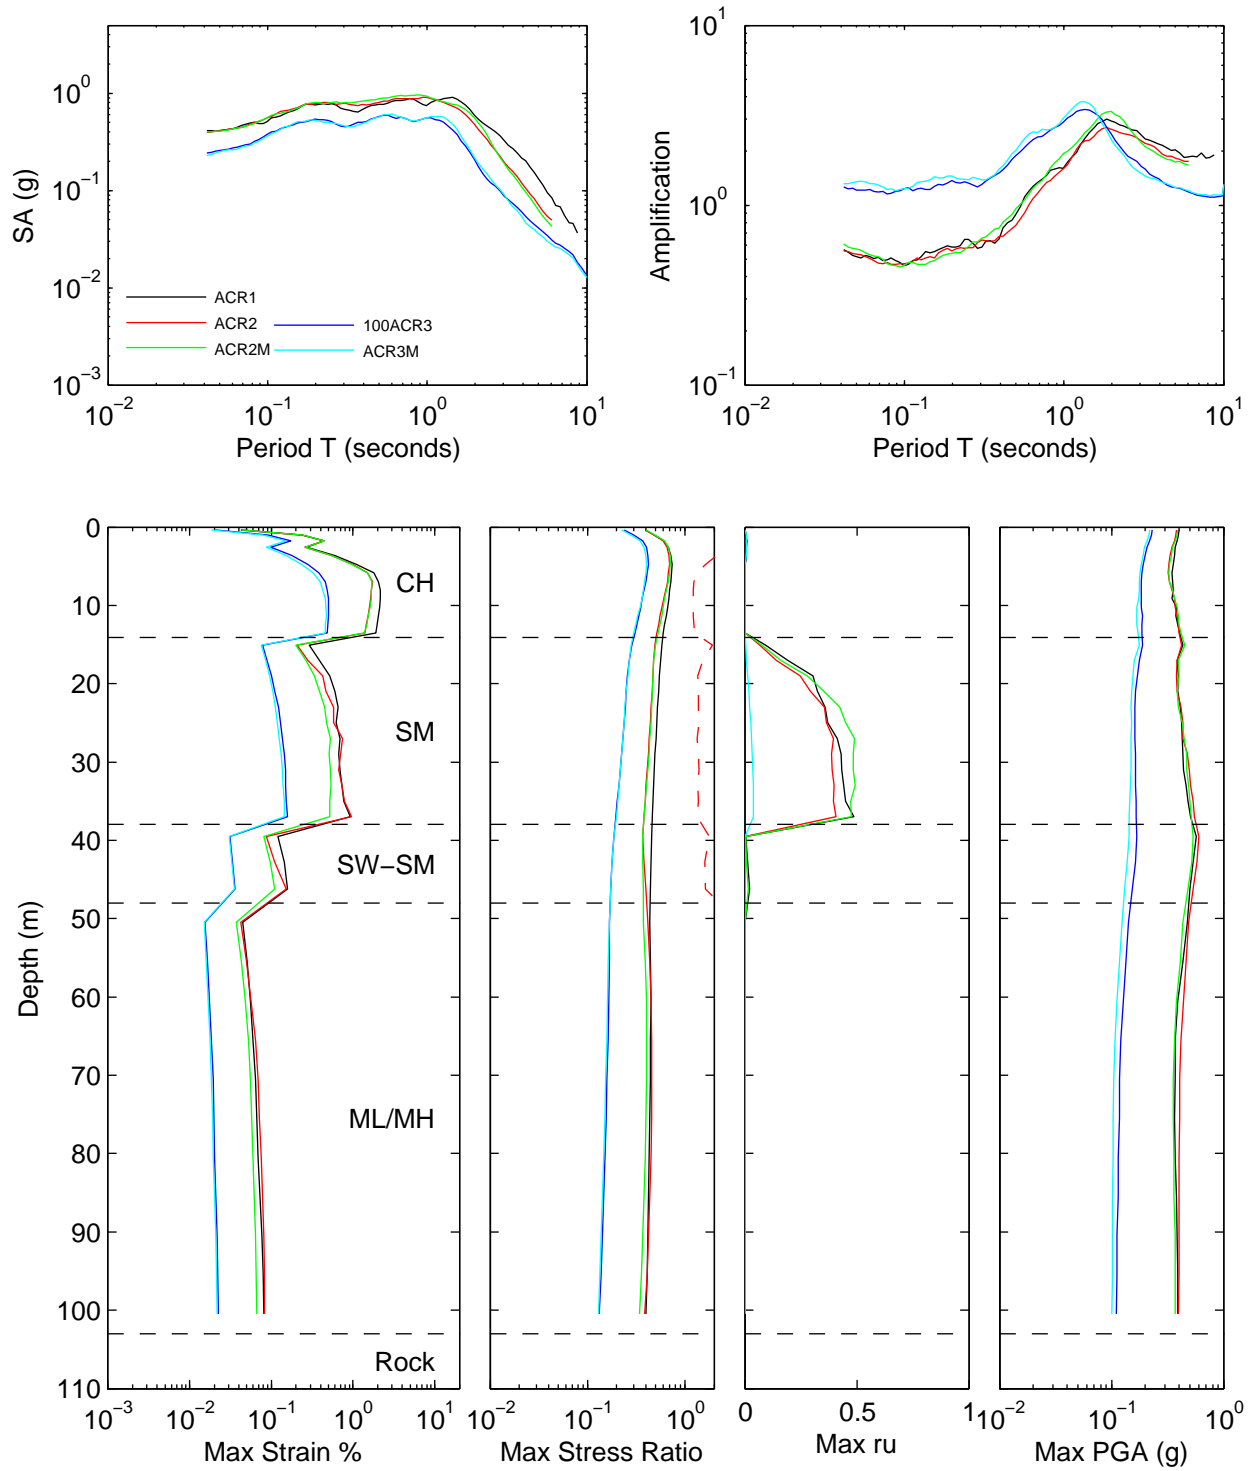 10^0
10^-1
10^-2
10^-3
SA (g)
10^-2
10^-1
10^0
10^1
Period T (seconds)
ACR1
ACR2
ACR2M
100ACR3
ACR3M
10^1
10^0
10^-1
Amplification
10^-2
10^-1
10^0
10^1
Period T (seconds)
0
10
20
30
40
50
60
70
80
90
100
110
Depth (m)
CH
SM
SW-SM
ML/MH
Rock
10^-3
10^-2
10^-1
10^0
10^1
Max Strain %
10^-2
10^-1
10^0
Max Stress Ratio
0
0.5
1
Max ru
10^-2
10^-1
10^0
Max PGA (g)